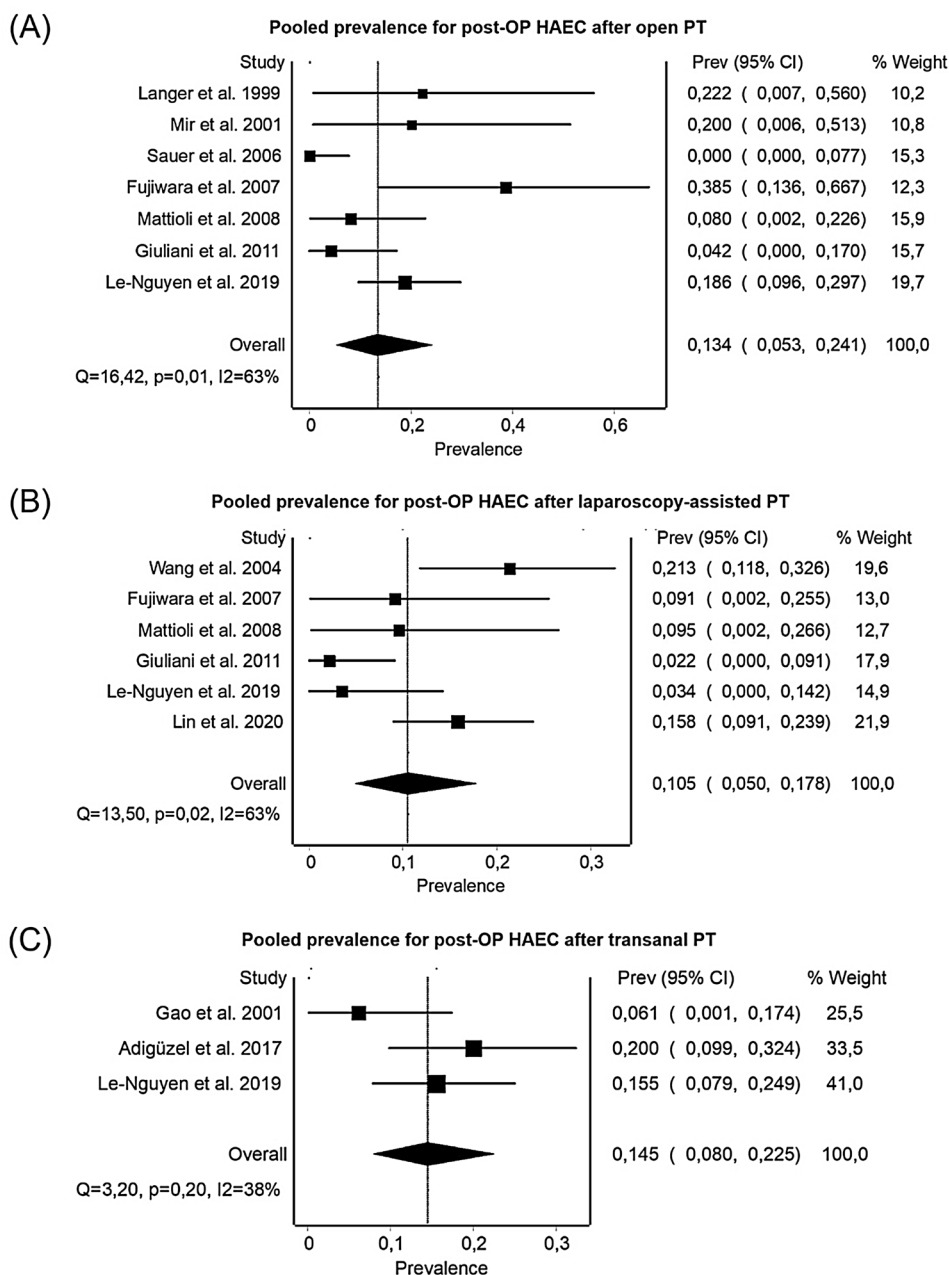 (A)
Pooled prevalence for post-OP HAEC after open PT
Study Prev (95% CI) % Weight
Langer et al. 1999 0,222 ( 0,007, 0,560) 10,2
Mir et al. 2001 0,200 ( 0,006, 0,513) 10,8
Sauer et al. 2006 0,000 ( 0,000, 0,077) 15,3
Fujiwara et al. 2007 0,385 ( 0,136, 0,667) 12,3
Mattioli et al. 2008 0,080 ( 0,002, 0,226) 15,9
Giuliani et al. 2011 0,042 ( 0,000, 0,170) 15,7
Le-Nguyen et al. 2019 0,186 ( 0,096, 0,297) 19,7
Overall 0,134 ( 0,053, 0,241) 100,0
Q=16,42, p=0,01, I2=63%
0 0,2 0,4 0,6
Prevalence
(B)
Pooled prevalence for post-OP HAEC after laparoscopy-assisted PT
Study Prev (95% CI) % Weight
Wang et al. 2004 0,213 ( 0,118, 0,326) 19,6
Fujiwara et al. 2007 0,091 ( 0,002, 0,255) 13,0
Mattioli et al. 2008 0,095 ( 0,002, 0,266) 12,7
Giuliani et al. 2011 0,022 ( 0,000, 0,091) 17,9
Le-Nguyen et al. 2019 0,034 ( 0,000, 0,142) 14,9
Lin et al. 2020 0,158 ( 0,091, 0,239) 21,9
Overall 0,105 ( 0,050, 0,178) 100,0
Q=13,50, p=0,02, I2=63%
0 0,1 0,2 0,3
Prevalence
(C)
Pooled prevalence for post-OP HAEC after transanal PT
Study Prev (95% CI) % Weight
Gao et al. 2001 0,061 ( 0,001, 0,174) 25,5
Adigüzel et al. 2017 0,200 ( 0,099, 0,324) 33,5
Le-Nguyen et al. 2019 0,155 ( 0,079, 0,249) 41,0
Overall 0,145 ( 0,080, 0,225) 100,0
Q=3,20, p=0,20, I2=38%
0 0,1 0,2 0,3
Prevalence